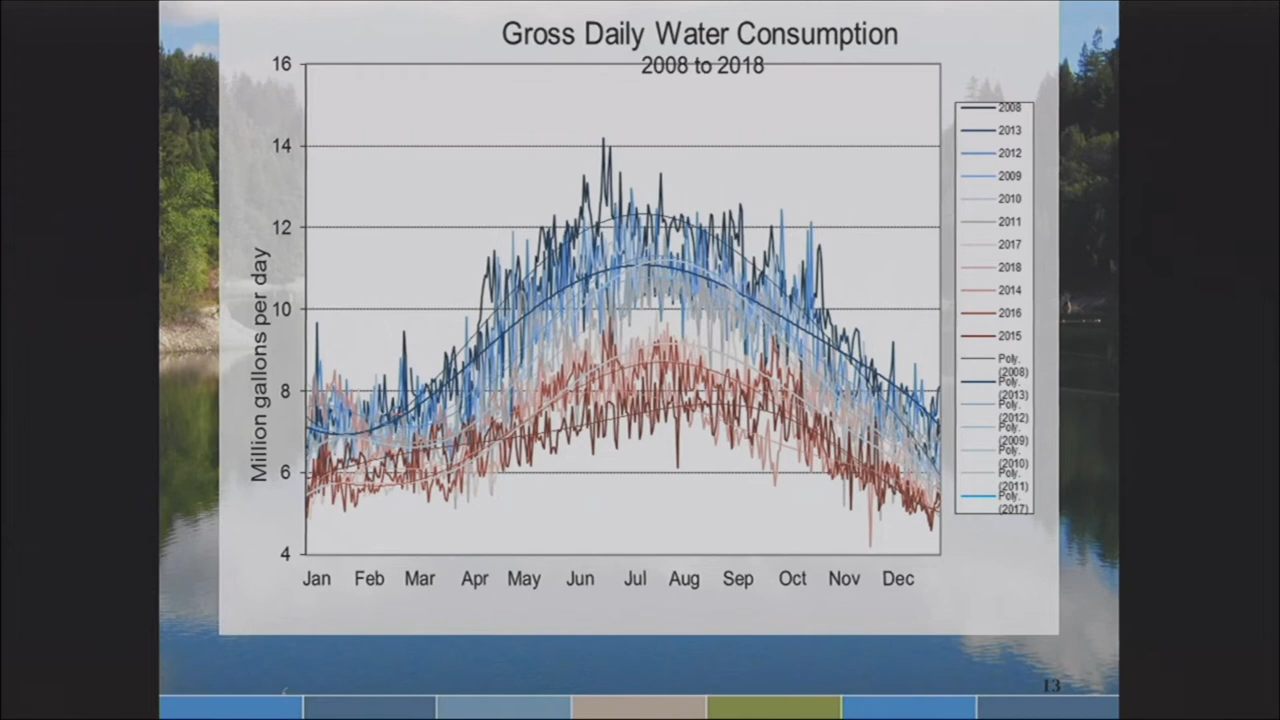 Gross Daily Water Consumption
2008 to 2018
Million gallons per day
16
14
12
10
8
6
4
Jan Feb Mar Apr May Jun Jul Aug Sep Oct Nov Dec
2008
2013
2012
2009
2010
2011
2017
2018
2014
2016
2015
Poly.
(2008)
Poly.
(2013)
Poly.
(2012)
Poly.
(2009)
Poly.
(2010)
Poly.
(2011)
Poly.
(2017)
13